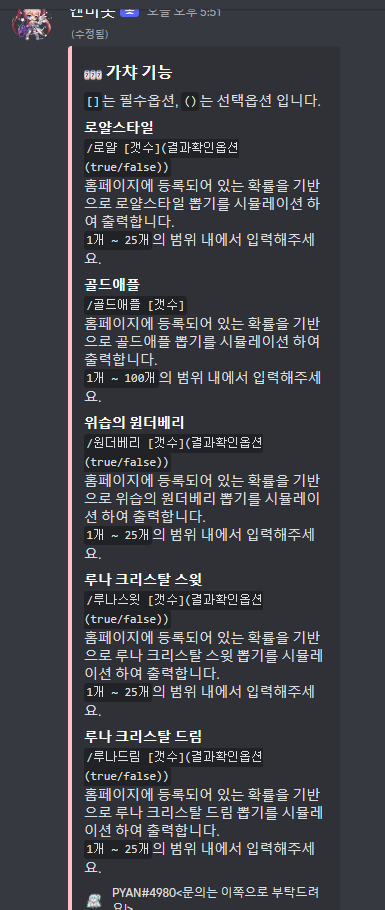 엔미봇 봇 오늘 오후 5:51
(수정됨)
가챠 기능
[]는 필수옵션, ()는 선택옵션 입니다.
로얄스타일
/로얄 [갯수](결과확인옵션
(true/false))
홈페이지에 등록되어 있는 확률을 기반
으로 로얄스타일 뽑기를 시뮬레이션 하
여 출력합니다.
1개 ~ 25개의 범위 내에서 입력해주세
요.
골드애플
/골드애플 [갯수]
홈페이지에 등록되어 있는 확률을 기반
으로 골드애플 뽑기를 시뮬레이션 하여
출력합니다.
1개 ~ 100개의 범위 내에서 입력해주세
요.
위습의 원더베리
/원더베리 [갯수](결과확인옵션
(true/false))
홈페이지에 등록되어 있는 확률을 기반
으로 위습의 원더베리 뽑기를 시뮬레이
션 하여 출력합니다.
1개 ~ 25개의 범위 내에서 입력해주세
요.
루나 크리스탈 스윗
/루나스윗 [갯수](결과확인옵션
(true/false))
홈페이지에 등록되어 있는 확률을 기반
으로 루나 크리스탈 스윗 뽑기를 시뮬레
이션 하여 출력합니다.
1개 ~ 25개의 범위 내에서 입력해주세
요.
루나 크리스탈 드림
/루나드림 [갯수](결과확인옵션
(true/false))
홈페이지에 등록되어 있는 확률을 기반
으로 루나 크리스탈 드림 뽑기를 시뮬레
이션 하여 출력합니다.
1개 ~ 25개의 범위 내에서 입력해주세
요.
PYAN#4980<문의는 이쪽으로 부탁드려
요!>